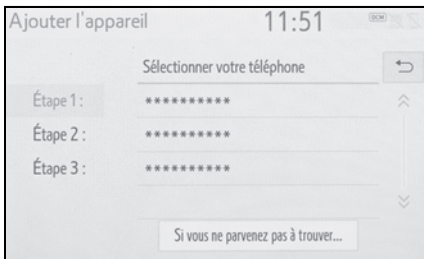 Ajouter l'appareil 11:51 DCM
Sélectionner votre téléphone
Étape 1 : **********
Étape 2 : **********
Étape 3 : **********
Si vous ne parvenez pas à trouver...